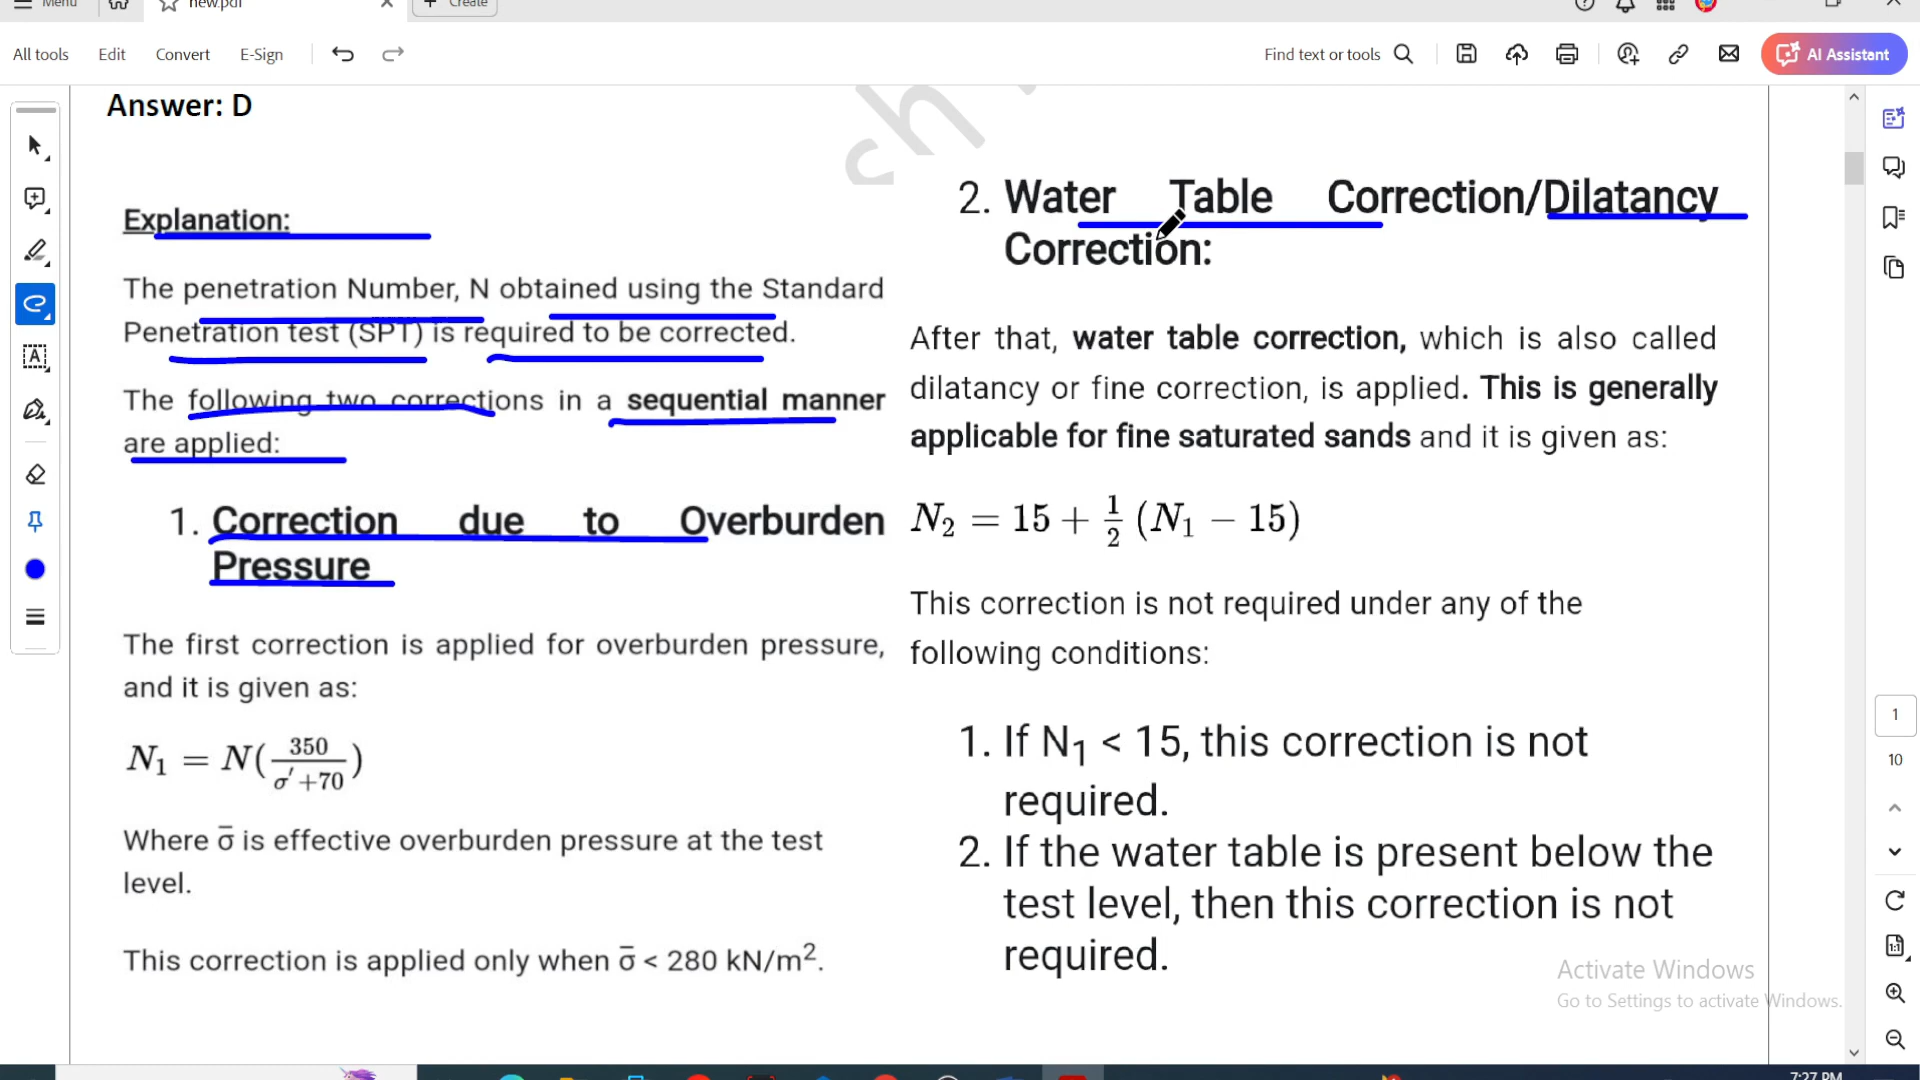 Menu
new.pdf
Create
All tools
Edit
Convert
E-Sign
Find text or tools
AI Assistant
Answer: D
Explanation:
The penetration Number, N obtained using the Standard
Penetration test (SPT) is required to be corrected.
The following two corrections in a sequential manner
are applied:
1. Correction due to Overburden
Pressure
The first correction is applied for overburden pressure,
and it is given as:
N₁ = N(350/(σ′+70))
Where σ̄ is effective overburden pressure at the test
level.
This correction is applied only when σ̄ < 280 kN/m².
ch
2. Water Table Correction/Dilatancy
Correction:
After that, water table correction, which is also called
dilatancy or fine correction, is applied. This is generally
applicable for fine saturated sands and it is given as:
N₂ = 15 + 1/2 (N₁ − 15)
This correction is not required under any of the
following conditions:
1. If N₁ < 15, this correction is not
required.
2. If the water table is present below the
test level, then this correction is not
required.
Activate Windows
Go to Settings to activate Windows.
1
10
7:27 PM